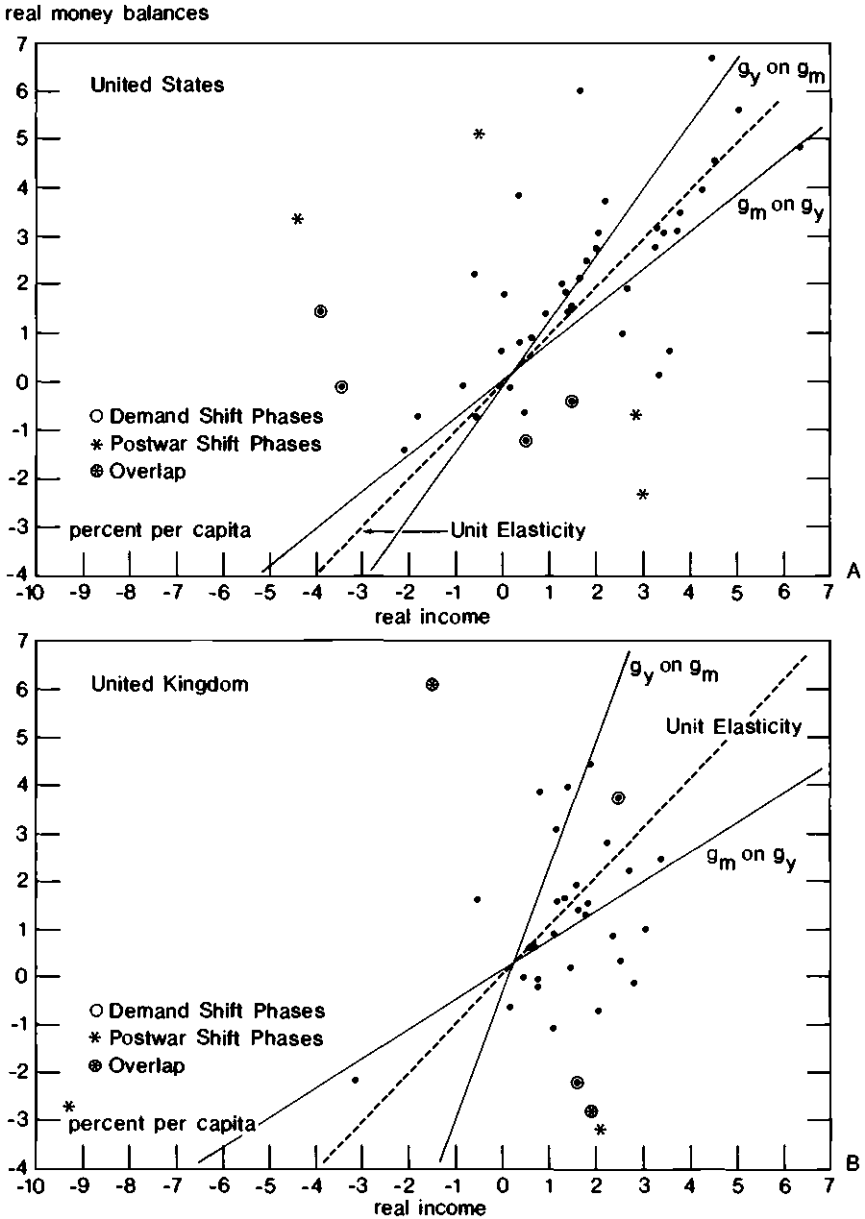 real money balances
7
6
5
4
3
2
1
0
-1
-2
-3
-4
United States
g_y on g_m
g_m on g_y
○ Demand Shift Phases
* Postwar Shift Phases
⊛ Overlap
percent per capita
Unit Elasticity
A
-10 -9 -8 -7 -6 -5 -4 -3 -2 -1 0 1 2 3 4 5 6 7
real income
7
6
5
4
3
2
1
0
-1
-2
-3
-4
United Kingdom
g_y on g_m
Unit Elasticity
g_m on g_y
○ Demand Shift Phases
* Postwar Shift Phases
⊛ Overlap
percent per capita
B
-10 -9 -8 -7 -6 -5 -4 -3 -2 -1 0 1 2 3 4 5 6 7
real income